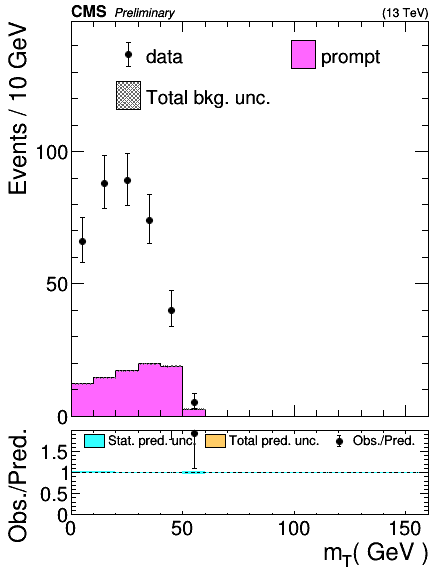 CMS Preliminary (13 TeV)
Events / 10 GeV
data prompt
Total bkg. unc.
100
50
0
Obs./Pred.
Stat. pred. unc. Total pred. unc. Obs./Pred.
1.5
1
0.5
0
0 50 100 150
m_T( GeV )